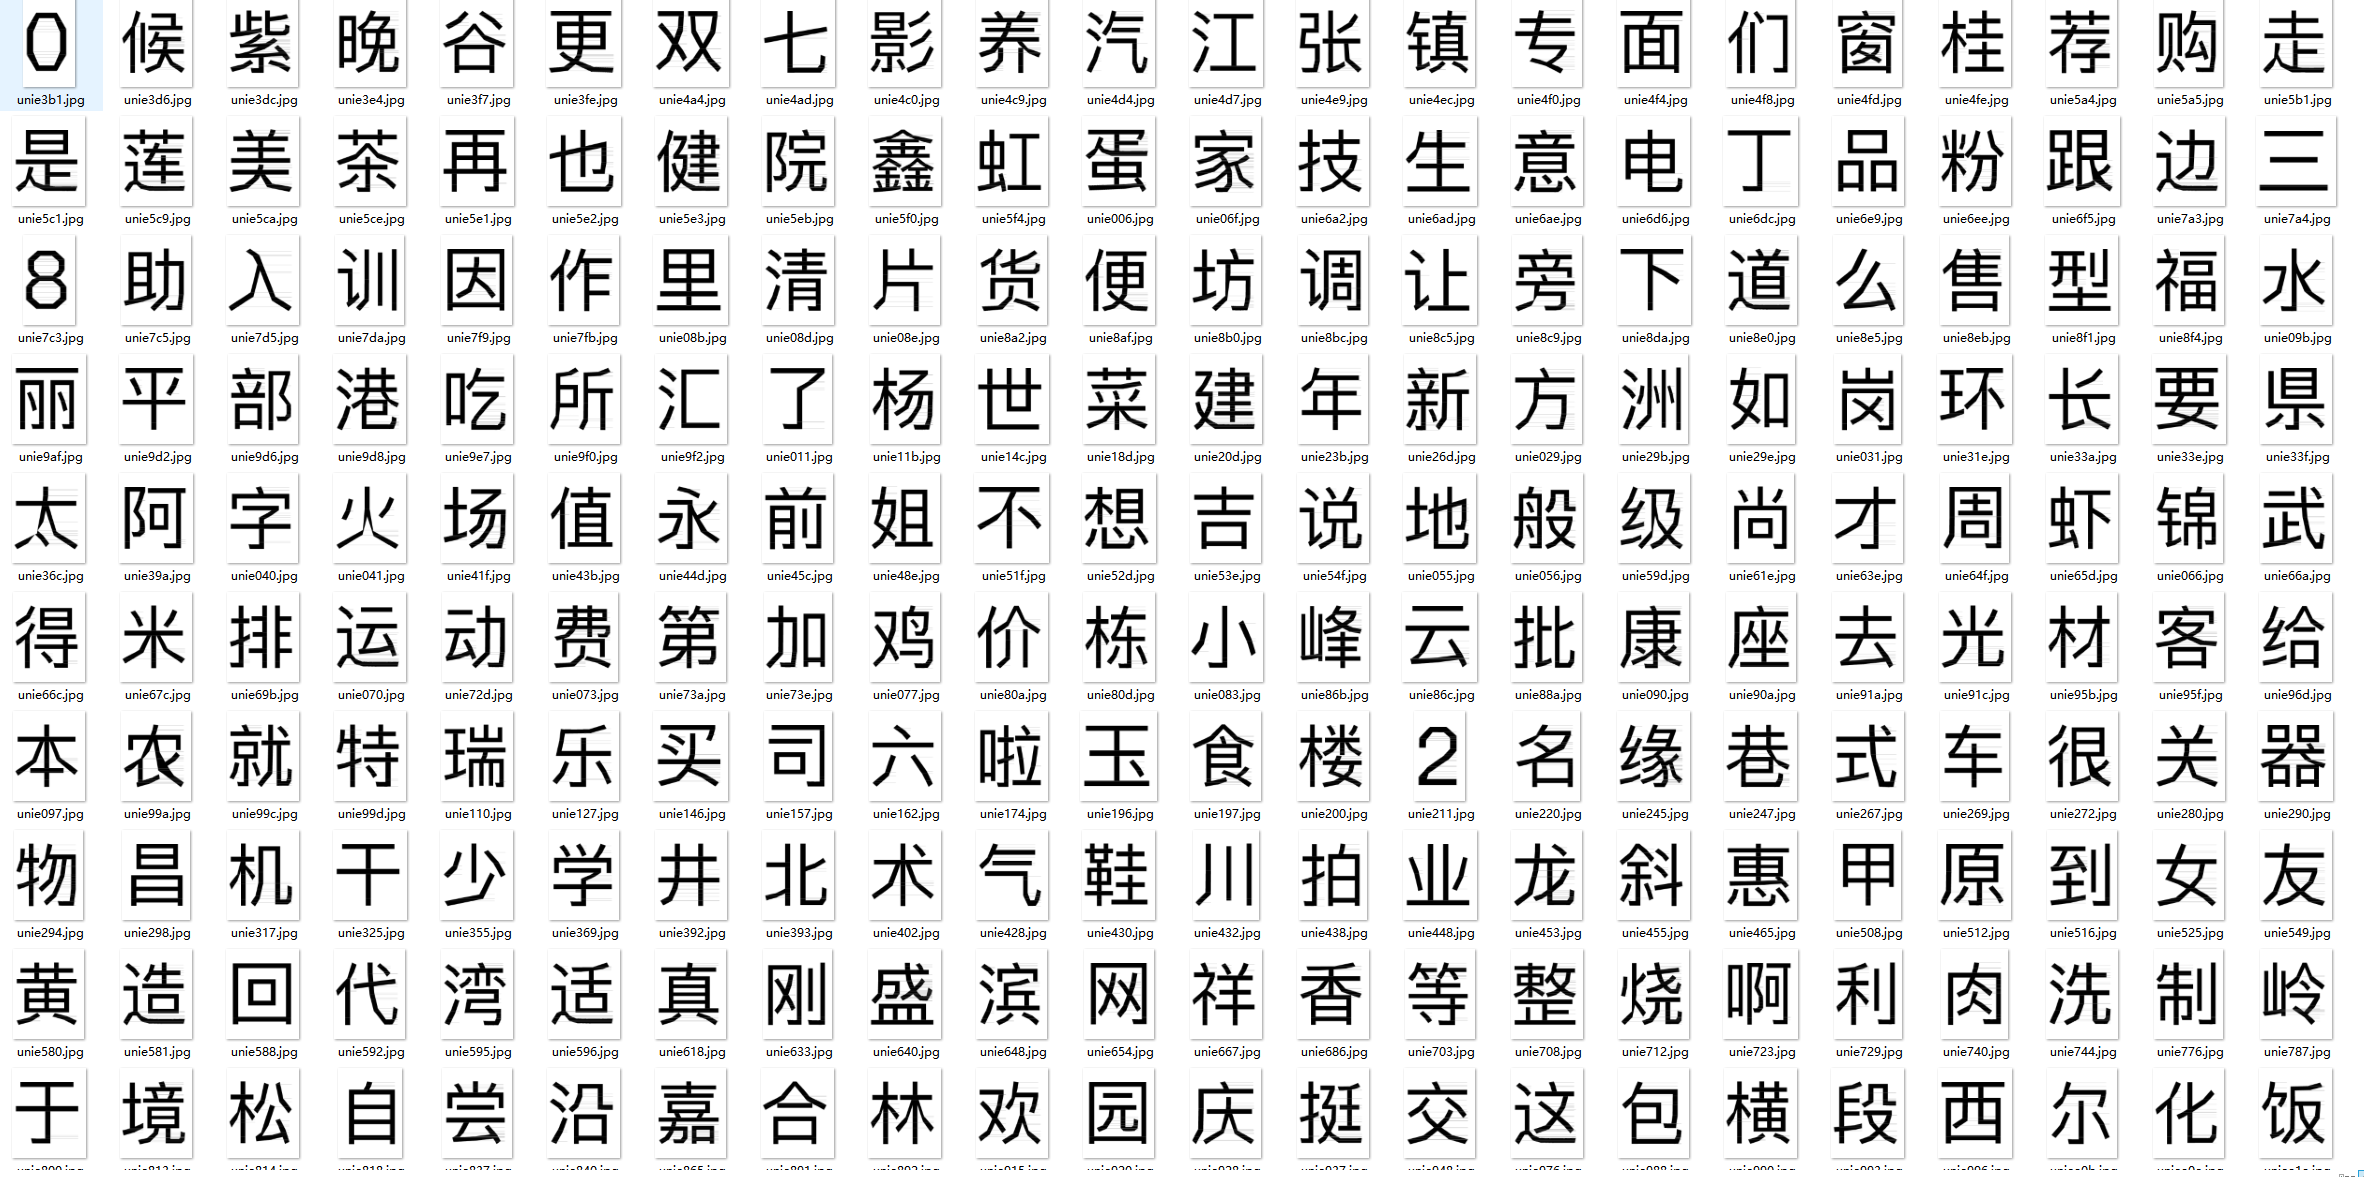 0 候 紫 晚 谷 更 双 七 影 养 汽 江 张 镇 专 面 们 窗 桂 荐 购 走
unie3b1.jpg unie3d6.jpg unie3dc.jpg unie3e4.jpg unie3f7.jpg unie3fe.jpg unie4a4.jpg unie4ad.jpg unie4c0.jpg unie4c9.jpg unie4d4.jpg unie4d7.jpg unie4e9.jpg unie4ec.jpg unie4f0.jpg unie4f4.jpg unie4f8.jpg unie4fd.jpg unie4fe.jpg unie5a4.jpg unie5a5.jpg unie5b1.jpg
是 莲 美 茶 再 也 健 院 鑫 虹 蛋 家 技 生 意 电 丁 品 粉 跟 边 三
unie5c1.jpg unie5c9.jpg unie5ca.jpg unie5ce.jpg unie5e1.jpg unie5e2.jpg unie5e3.jpg unie5eb.jpg unie5f0.jpg unie5f4.jpg unie006.jpg unie06f.jpg unie6a2.jpg unie6ad.jpg unie6ae.jpg unie6d6.jpg unie6dc.jpg unie6e9.jpg unie6ee.jpg unie6f5.jpg unie7a3.jpg unie7a4.jpg
8 助 入 训 因 作 里 清 片 货 便 坊 调 让 旁 下 道 么 售 型 福 水
unie7c3.jpg unie7c5.jpg unie7d5.jpg unie7da.jpg unie7f9.jpg unie7fb.jpg unie08b.jpg unie08d.jpg unie08e.jpg unie8a2.jpg unie8af.jpg unie8b0.jpg unie8bc.jpg unie8c5.jpg unie8c9.jpg unie8da.jpg unie8e0.jpg unie8e5.jpg unie8eb.jpg unie8f1.jpg unie8f4.jpg unie09b.jpg
丽 平 部 港 吃 所 汇 了 杨 世 菜 建 年 新 方 洲 如 岗 环 长 要 県
unie9af.jpg unie9d2.jpg unie9d6.jpg unie9d8.jpg unie9e7.jpg unie9f0.jpg unie9f2.jpg unie011.jpg unie11b.jpg unie14c.jpg unie18d.jpg unie20d.jpg unie23b.jpg unie26d.jpg unie029.jpg unie29b.jpg unie29e.jpg unie031.jpg unie31e.jpg unie33a.jpg unie33e.jpg unie33f.jpg
太 阿 字 火 场 值 永 前 姐 不 想 吉 说 地 般 级 尚 才 周 虾 锦 武
unie36c.jpg unie39a.jpg unie040.jpg unie041.jpg unie41f.jpg unie43b.jpg unie44d.jpg unie45c.jpg unie48e.jpg unie51f.jpg unie52d.jpg unie53e.jpg unie54f.jpg unie055.jpg unie056.jpg unie59d.jpg unie61e.jpg unie63e.jpg unie64f.jpg unie65d.jpg unie066.jpg unie66a.jpg
得 米 排 运 动 费 第 加 鸡 价 栋 小 峰 云 批 康 座 去 光 材 客 给
unie66c.jpg unie67c.jpg unie69b.jpg unie070.jpg unie72d.jpg unie073.jpg unie73a.jpg unie73e.jpg unie077.jpg unie80a.jpg unie80d.jpg unie083.jpg unie86b.jpg unie86c.jpg unie88a.jpg unie090.jpg unie90a.jpg unie91a.jpg unie91c.jpg unie95b.jpg unie95f.jpg unie96d.jpg
本 农 就 特 瑞 乐 买 司 六 啦 玉 食 楼 2 名 缘 巷 式 车 很 关 器
unie097.jpg unie99a.jpg unie99c.jpg unie99d.jpg unie110.jpg unie127.jpg unie146.jpg unie157.jpg unie162.jpg unie174.jpg unie196.jpg unie197.jpg unie200.jpg unie211.jpg unie220.jpg unie245.jpg unie247.jpg unie267.jpg unie269.jpg unie272.jpg unie280.jpg unie290.jpg
物 昌 机 干 少 学 井 北 术 气 鞋 川 拍 业 龙 斜 惠 甲 原 到 女 友
unie294.jpg unie298.jpg unie317.jpg unie325.jpg unie355.jpg unie369.jpg unie392.jpg unie393.jpg unie402.jpg unie428.jpg unie430.jpg unie432.jpg unie438.jpg unie448.jpg unie453.jpg unie455.jpg unie465.jpg unie508.jpg unie512.jpg unie516.jpg unie525.jpg unie549.jpg
黄 造 回 代 湾 适 真 刚 盛 滨 网 祥 香 等 整 烧 啊 利 肉 洗 制 岭
unie580.jpg unie581.jpg unie588.jpg unie592.jpg unie595.jpg unie596.jpg unie618.jpg unie633.jpg unie640.jpg unie648.jpg unie654.jpg unie667.jpg unie686.jpg unie703.jpg unie708.jpg unie712.jpg unie723.jpg unie729.jpg unie740.jpg unie744.jpg unie776.jpg unie787.jpg
于 境 松 自 尝 沿 嘉 合 林 欢 园 庆 挺 交 这 包 横 段 西 尔 化 饭